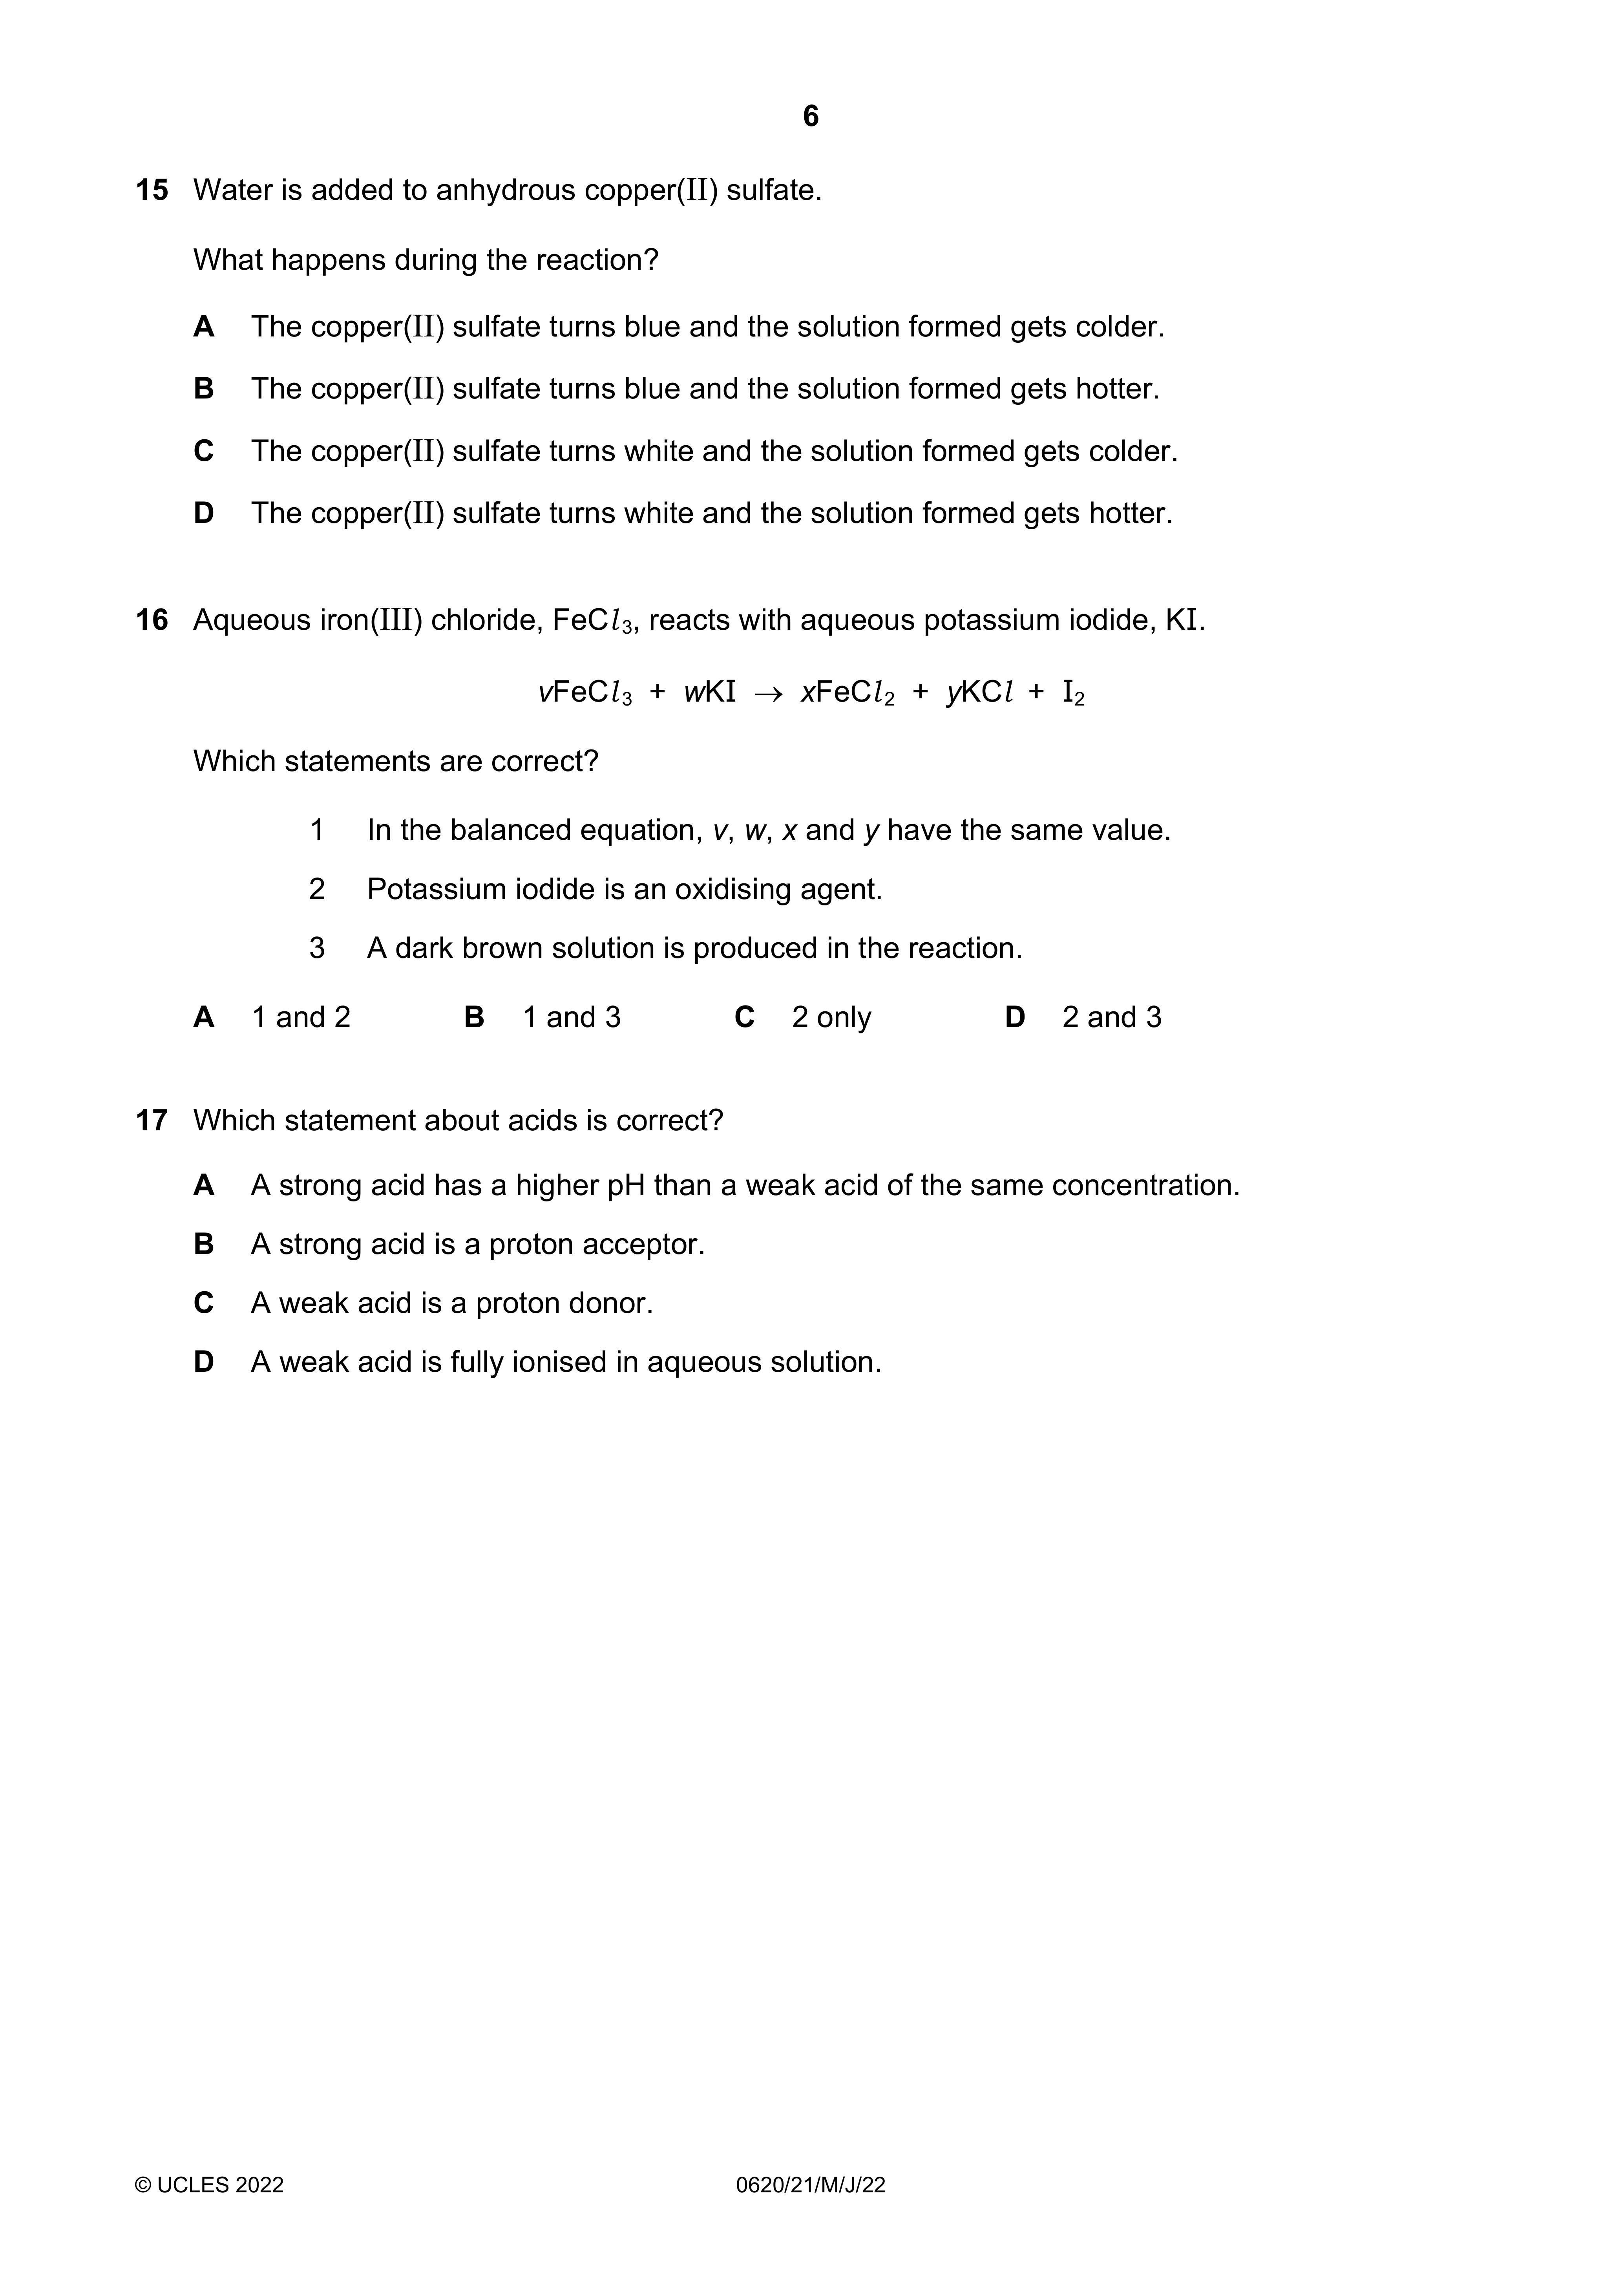 6
15 Water is added to anhydrous copper(II) sulfate.
What happens during the reaction?
A The copper(II) sulfate turns blue and the solution formed gets colder.
B The copper(II) sulfate turns blue and the solution formed gets hotter.
C The copper(II) sulfate turns white and the solution formed gets colder.
D The copper(II) sulfate turns white and the solution formed gets hotter.
16 Aqueous iron(III) chloride, FeCl₃, reacts with aqueous potassium iodide, KI.
vFeCl₃ + wKI → xFeCl₂ + yKCl + I₂
Which statements are correct?
1 In the balanced equation, v, w, x and y have the same value.
2 Potassium iodide is an oxidising agent.
3 A dark brown solution is produced in the reaction.
A 1 and 2 B 1 and 3 C 2 only D 2 and 3
17 Which statement about acids is correct?
A A strong acid has a higher pH than a weak acid of the same concentration.
B A strong acid is a proton acceptor.
C A weak acid is a proton donor.
D A weak acid is fully ionised in aqueous solution.
© UCLES 2022 0620/21/M/J/22